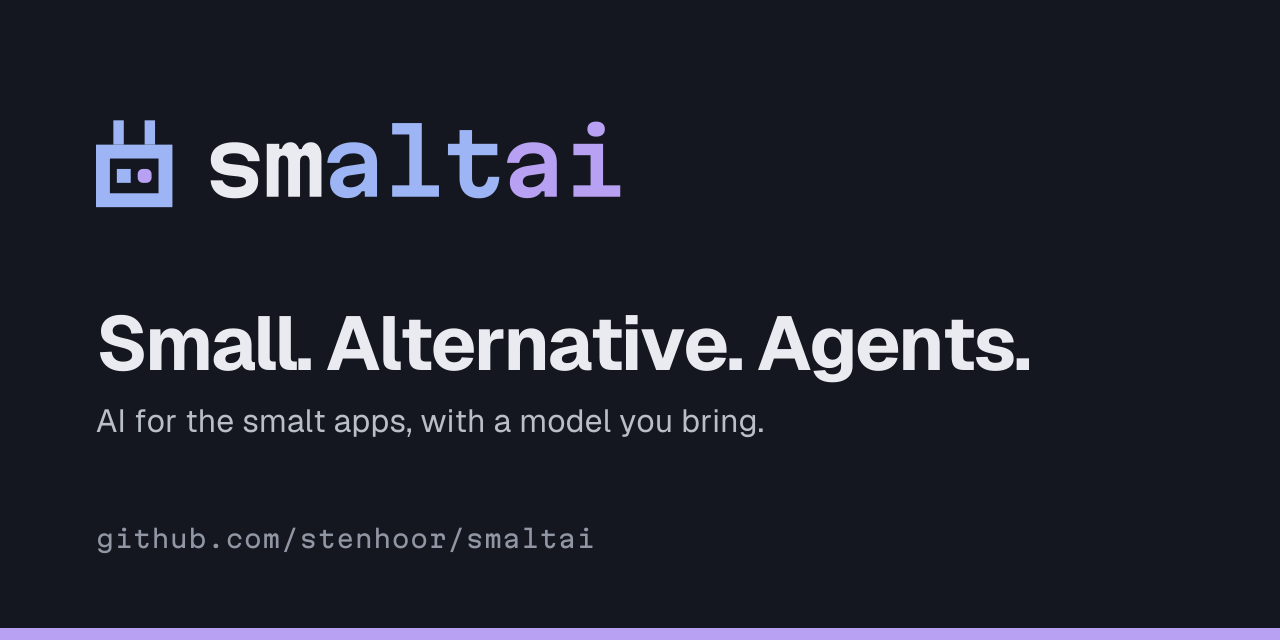 smaltai
Small. Alternative. Agents.
AI for the smalt apps, with a model you bring.
github.com/stenhoor/smaltai